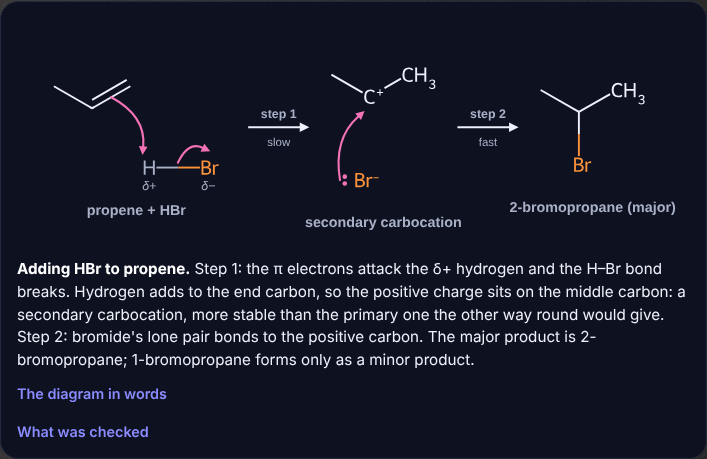 CH3
C+
CH3
step 1
step 2
slow
fast
H
Br
δ+
δ−
Br−
Br
propene + HBr
secondary carbocation
2-bromopropane (major)
Adding HBr to propene. Step 1: the π electrons attack the δ+ hydrogen and the H–Br bond
breaks. Hydrogen adds to the end carbon, so the positive charge sits on the middle carbon: a
secondary carbocation, more stable than the primary one the other way round would give.
Step 2: bromide's lone pair bonds to the positive carbon. The major product is 2-
bromopropane; 1-bromopropane forms only as a minor product.
The diagram in words
What was checked